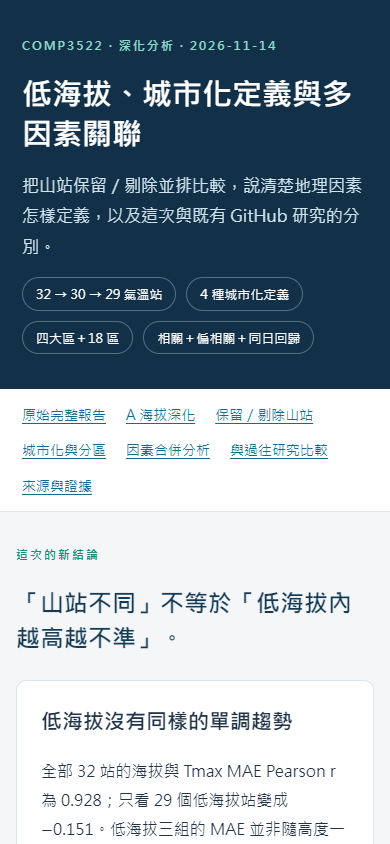 COMP3522 · 深化分析 · 2026-11-14
低海拔、城市化定義與多
因素關聯
把山站保留 / 剔除並排比較，說清楚地理因素
怎樣定義，以及這次與既有 GitHub 研究的分
別。
32 → 30 → 29 氣溫站
4 種城市化定義
四大區 + 18 區
相關 + 偏相關 + 同日回歸
原始完整報告
A 海拔深化
保留 / 剔除山站
城市化與分區
因素合併分析
與過往研究比較
來源與證據
這次的新結論
「山站不同」不等於「低海拔內
越高越不準」。
低海拔沒有同樣的單調趨勢
全部 32 站的海拔與 Tmax MAE Pearson r
為 0.928；只看 29 個低海拔站變成
−0.151。低海拔三組的 MAE 並非隨高度一